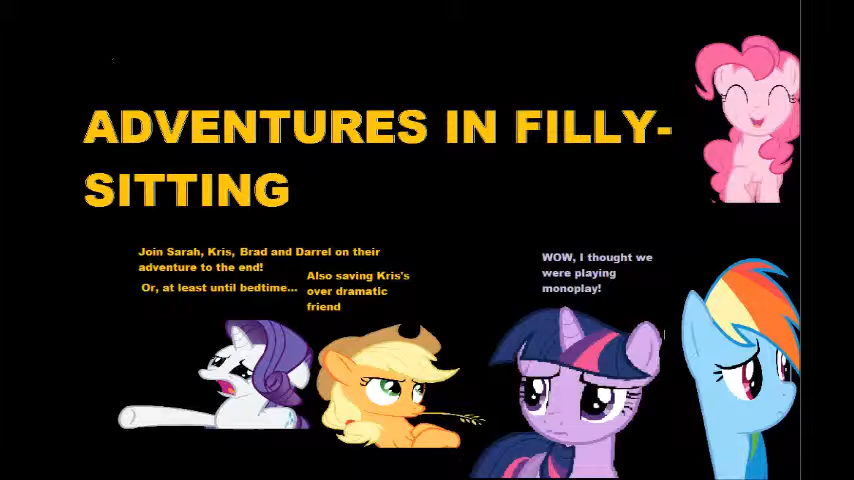 ADVENTURES IN FILLY-
SITTING
Join Sarah, Kris, Brad and Darrel on their
adventure to the end!
Or, at least until bedtime...
Also saving Kris's
over dramatic
friend
WOW, I thought we
were playing
monoplay!